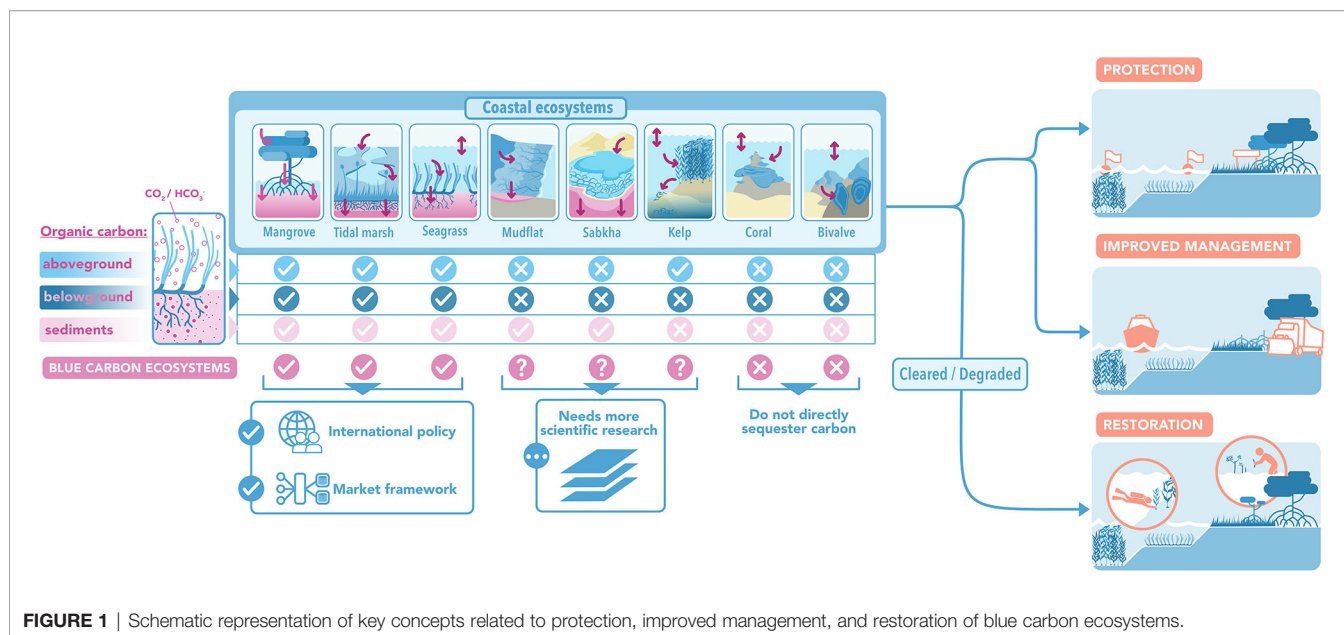 PROTECTION
Coastal ecosystems
CO2 / HCO3-
Mangrove Tidal marsh Seagrass Mudflat Sabkha Kelp Coral Bivalve
Organic carbon:
aboveground
belowground
sediments
BLUE CARBON ECOSYSTEMS
? ? ?
IMPROVED MANAGEMENT
Cleared / Degraded
International policy
Market framework
Needs more
scientific research
Do not directly
sequester carbon
RESTORATION
FIGURE 1 | Schematic representation of key concepts related to protection, improved management, and restoration of blue carbon ecosystems.